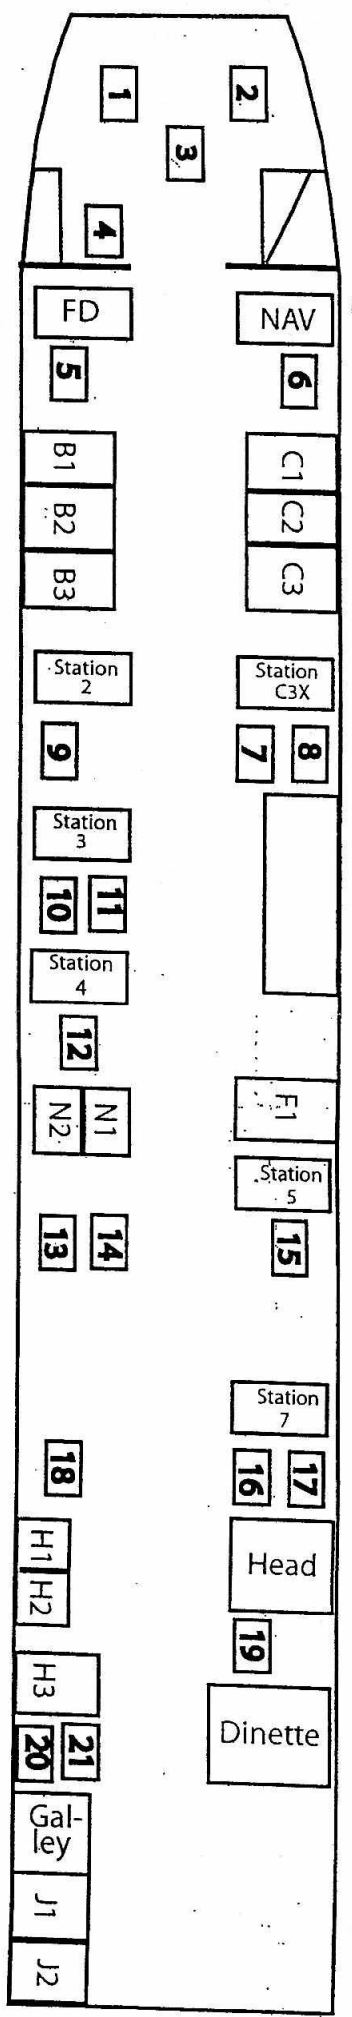 1
2
3
4
FD
NAV
5
6
B1
C1
B2
C2
B3
C3
Station
2
Station
C3X
9
7
8
Station
3
10
11
Station
4
12
N2
N1
F1
Station
5
13
14
15
Station
7
18
16
17
H1
H2
Head
19
H3
Dinette
20
21
Gal-
ley
J1
J2